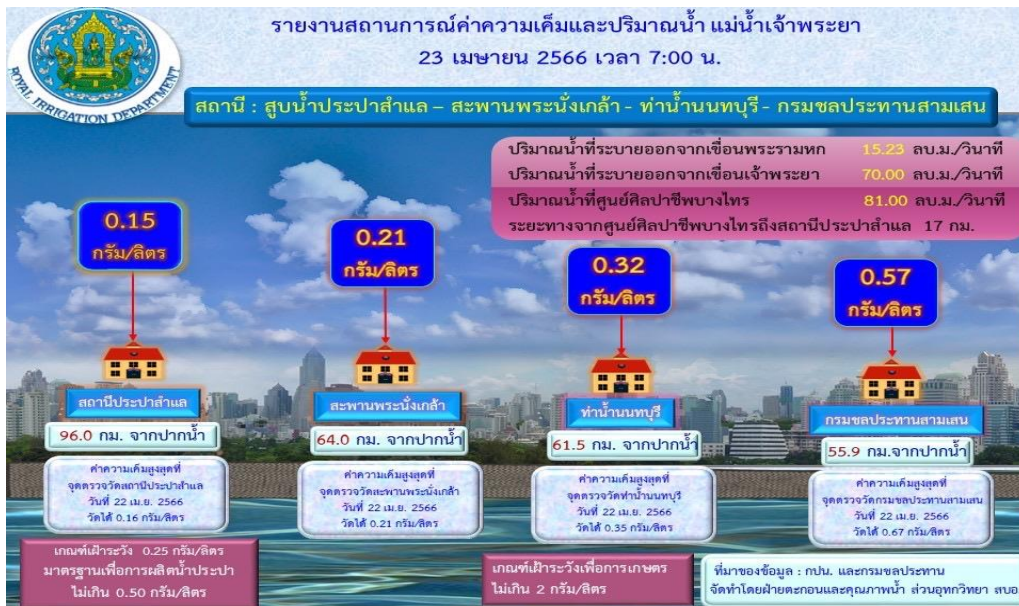 รายงานสถานการณ์ค่าความเค็มและปริมาณน้ำ แม่น้ำเจ้าพระยา
23 เมษายน 2566 เวลา 7:00 น.
ROYAL IRRIGATION DEPARTMENT
สถานี : สูบน้ำประปาสำแล – สะพานพระนั่งเกล้า - ท่าน้ำนนทบุรี - กรมชลประทานสามเสน
ปริมาณน้ำที่ระบายออกจากเขื่อนพระรามหก 15.23 ลบ.ม./วินาที
ปริมาณน้ำที่ระบายออกจากเขื่อนเจ้าพระยา 70.00 ลบ.ม./วินาที
ปริมาณน้ำที่ศูนย์ศิลปาชีพบางไทร 81.00 ลบ.ม./วินาที
ระยะทางจากศูนย์ศิลปาชีพบางไทรถึงสถานีประปาสำแล 17 กม.
0.15
กรัม/ลิตร
สถานีประปาสำแล
96.0 กม. จากปากน้ำ
ค่าความเค็มสูงสุดที่
จุดตรวจวัดสถานีประปาสำแล
วันที่ 22 เม.ย. 2566
วัดได้ 0.16 กรัม/ลิตร
0.21
กรัม/ลิตร
สะพานพระนั่งเกล้า
64.0 กม. จากปากน้ำ
ค่าความเค็มสูงสุดที่
จุดตรวจวัดสะพานพระนั่งเกล้า
วันที่ 22 เม.ย. 2566
วัดได้ 0.21 กรัม/ลิตร
0.32
กรัม/ลิตร
ท่าน้ำนนทบุรี
61.5 กม. จากปากน้ำ
ค่าความเค็มสูงสุดที่
จุดตรวจวัดท่าน้ำนนทบุรี
วันที่ 22 เม.ย. 2566
วัดได้ 0.35 กรัม/ลิตร
0.57
กรัม/ลิตร
กรมชลประทานสามเสน
55.9 กม.จากปากน้ำ
ค่าความเค็มสูงสุดที่
จุดตรวจวัดกรมชลประทานสามเสน
วันที่ 22 เม.ย. 2566
วัดได้ 0.67 กรัม/ลิตร
เกณฑ์เฝ้าระวัง 0.25 กรัม/ลิตร
มาตรฐานเพื่อการผลิตน้ำประปา
ไม่เกิน 0.50 กรัม/ลิตร
เกณฑ์เฝ้าระวังเพื่อการเกษตร
ไม่เกิน 2 กรัม/ลิตร
ที่มาของข้อมูล : กปน. และกรมชลประทาน
จัดทำโดยฝ่ายตะกอนและคุณภาพน้ำ ส่วนอุทกวิทยา สบอ